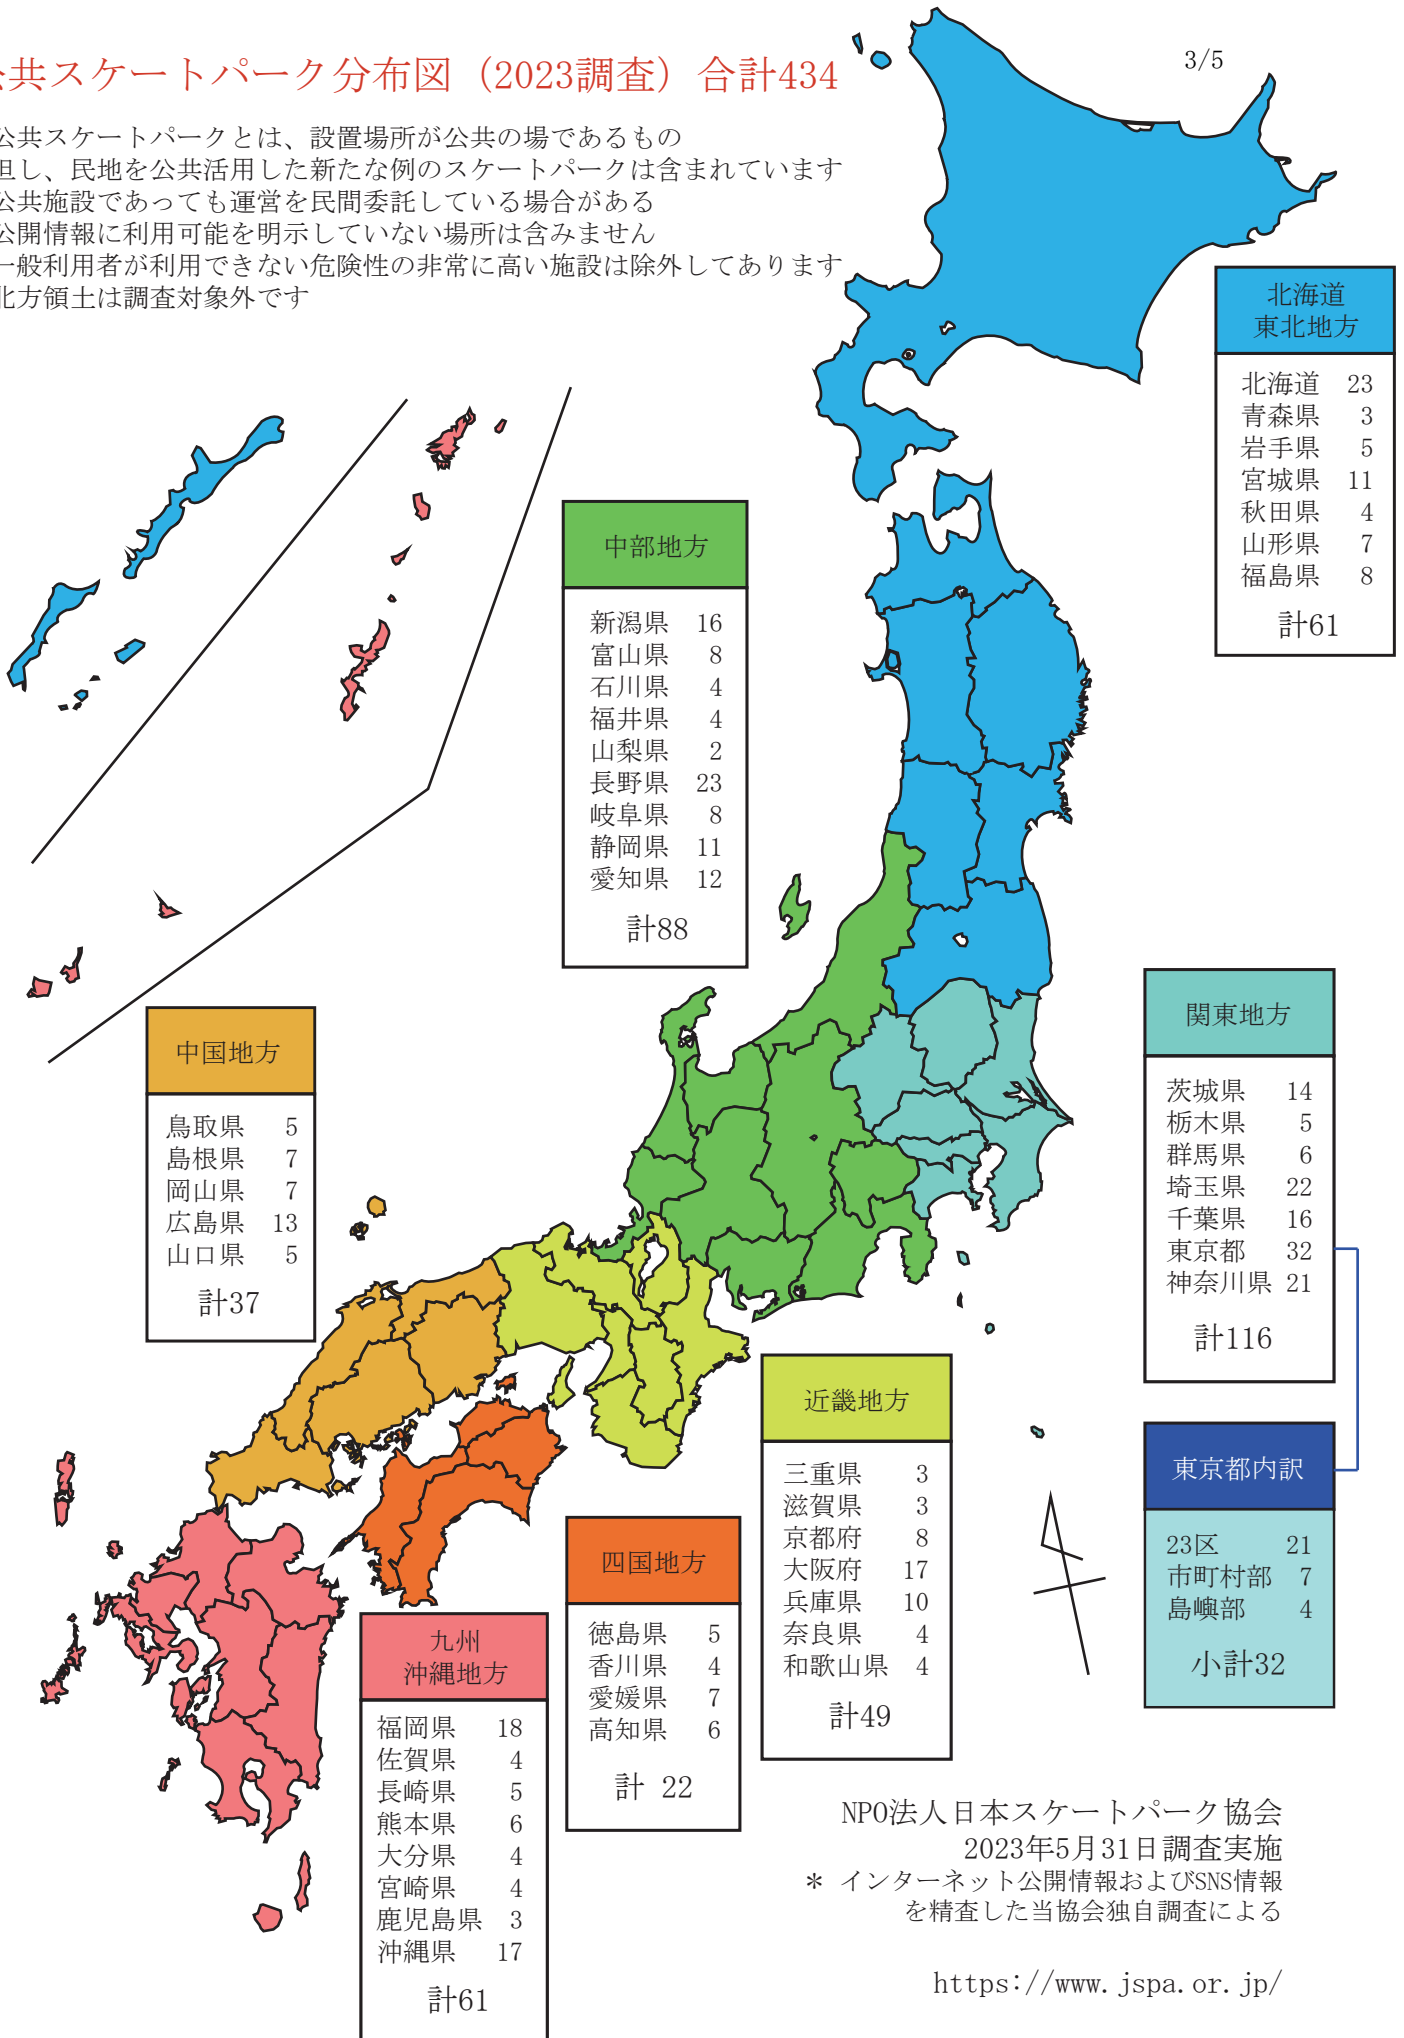 公共スケートパーク分布図（2023調査）合計434
3/5
公共スケートパークとは、設置場所が公共の場であるもの
但し、民地を公共活用した新たな例のスケートパークは含まれています
公共施設であっても運営を民間委託している場合がある
公開情報に利用可能を明示していない場所は含みません
一般利用者が利用できない危険性の非常に高い施設は除外してあります
北方領土は調査対象外です
北海道
東北地方
北海道 23
青森県 3
岩手県 5
宮城県 11
秋田県 4
山形県 7
福島県 8
計61
中部地方
新潟県 16
富山県 8
石川県 4
福井県 4
山梨県 2
長野県 23
岐阜県 8
静岡県 11
愛知県 12
計88
関東地方
茨城県 14
栃木県 5
群馬県 6
埼玉県 22
千葉県 16
東京都 32
神奈川県 21
計116
中国地方
鳥取県 5
島根県 7
岡山県 7
広島県 13
山口県 5
計37
近畿地方
三重県 3
滋賀県 3
京都府 8
大阪府 17
兵庫県 10
奈良県 4
和歌山県 4
計49
東京都内訳
23区 21
市町村部 7
島嶼部 4
小計32
四国地方
徳島県 5
香川県 4
愛媛県 7
高知県 6
計 22
九州
沖縄地方
福岡県 18
佐賀県 4
長崎県 5
熊本県 6
大分県 4
宮崎県 4
鹿児島県 3
沖縄県 17
計61
NPO法人日本スケートパーク協会
2023年5月31日調査実施
＊ インターネット公開情報およびSNS情報
を精査した当協会独自調査による
https://www.jspa.or.jp/